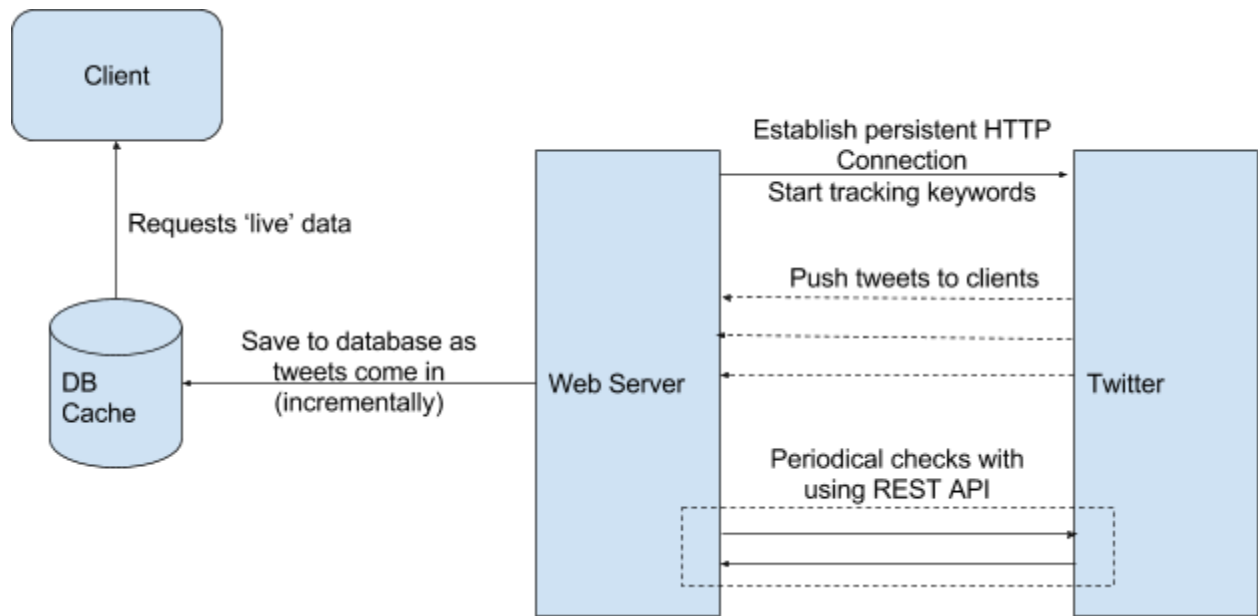 Client
Establish persistent HTTP
Connection
Start tracking keywords
Requests ‘live’ data
Push tweets to clients
Save to database as
tweets come in
(incrementally)
DB
Cache
Web Server
Twitter
Periodical checks with
using REST API